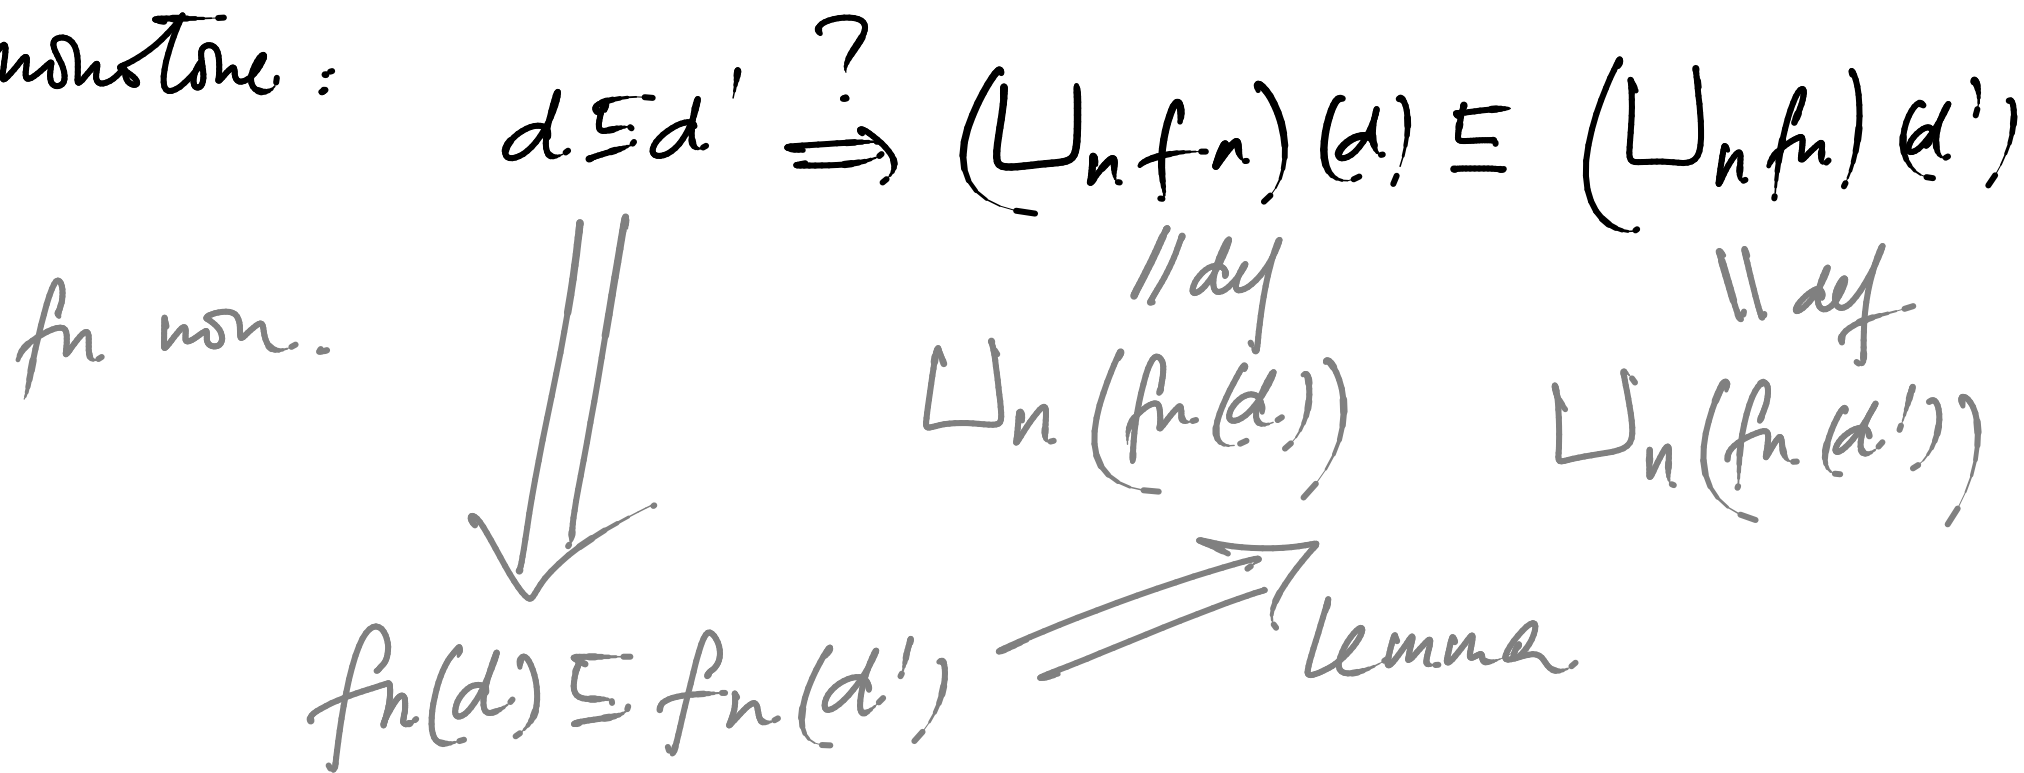 monotone :
d ⊑ d' ⇒? (⊔n fn)(d) ⊑ (⊔n fn)(d')
fn mon.
|| def || def
⊔n (fn(d)) ⊔n (fn(d'))
fn(d) ⊑ fn(d') ⇒ Lemma